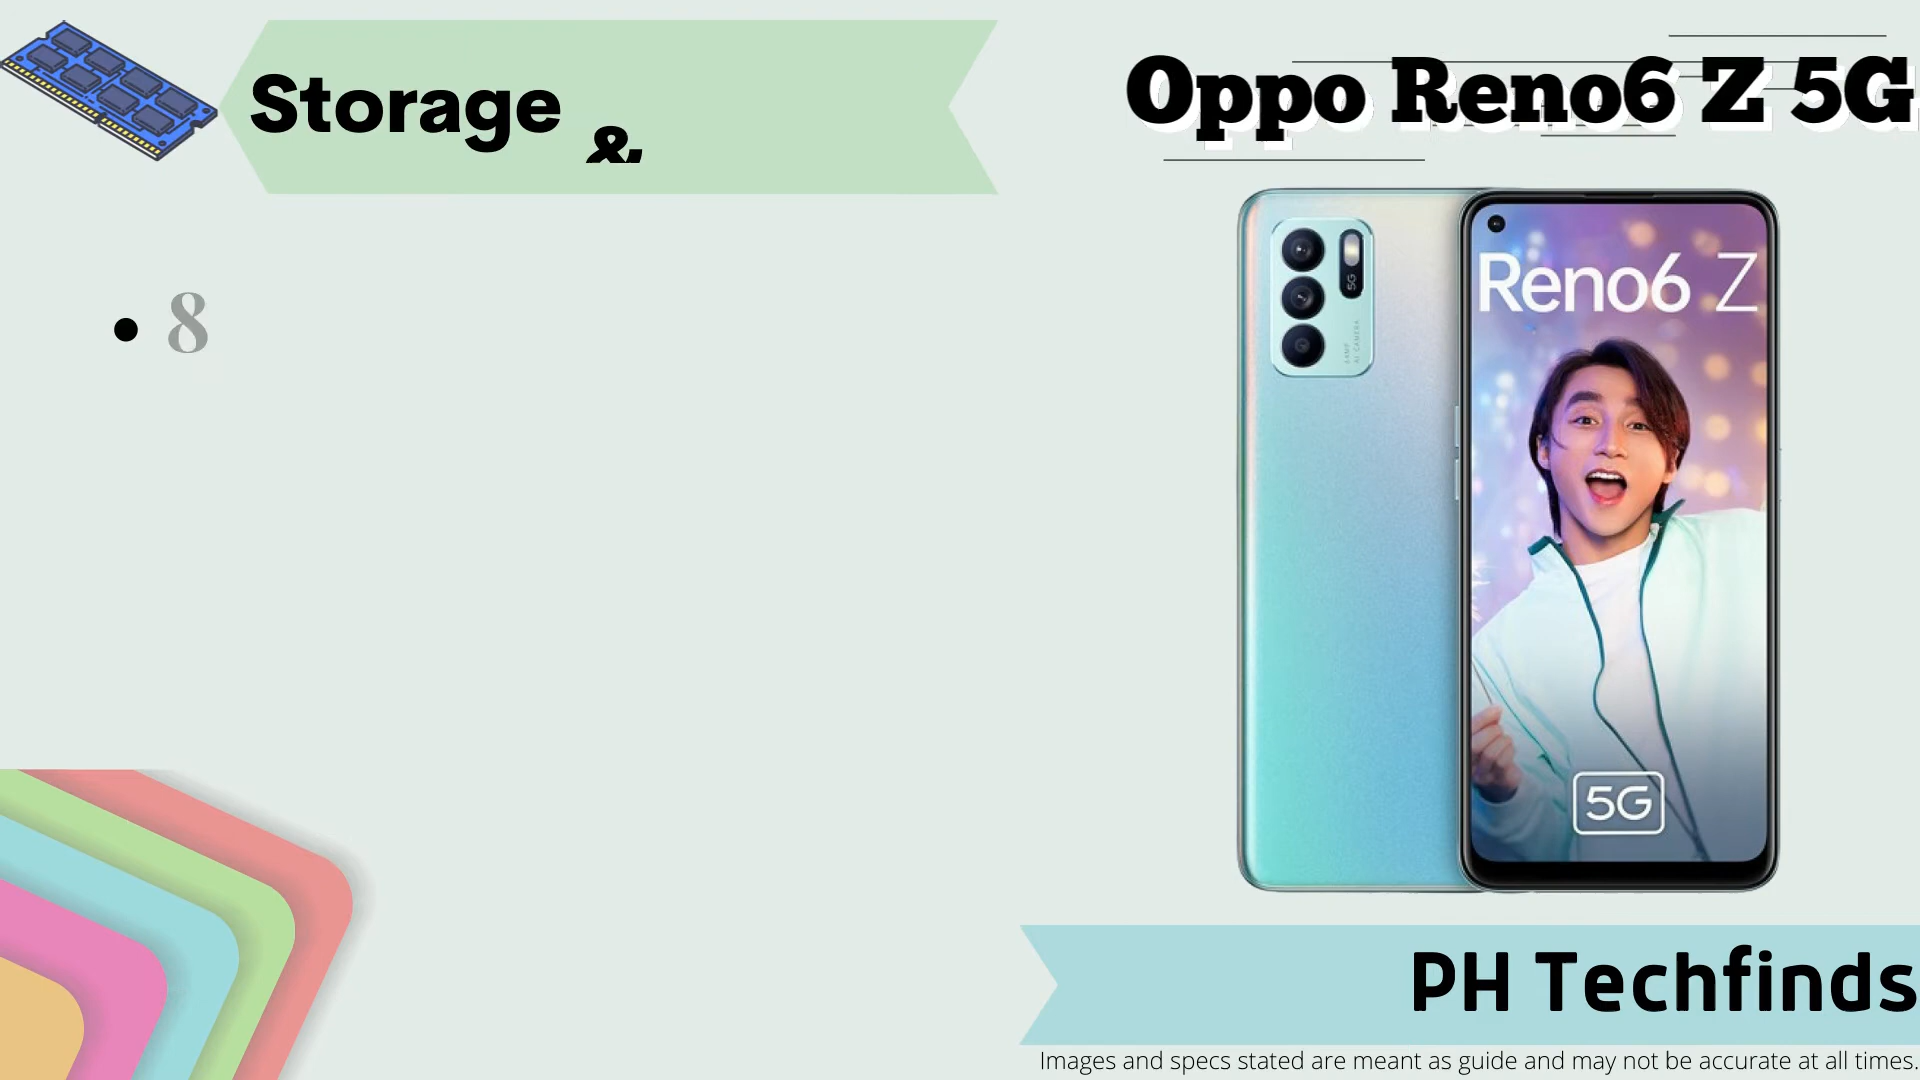 Storage &
Oppo Reno6 Z 5G
• 8
5G
Reno6 Z
5G
PH Techfinds
Images and specs stated are meant as guide and may not be accurate at all times.